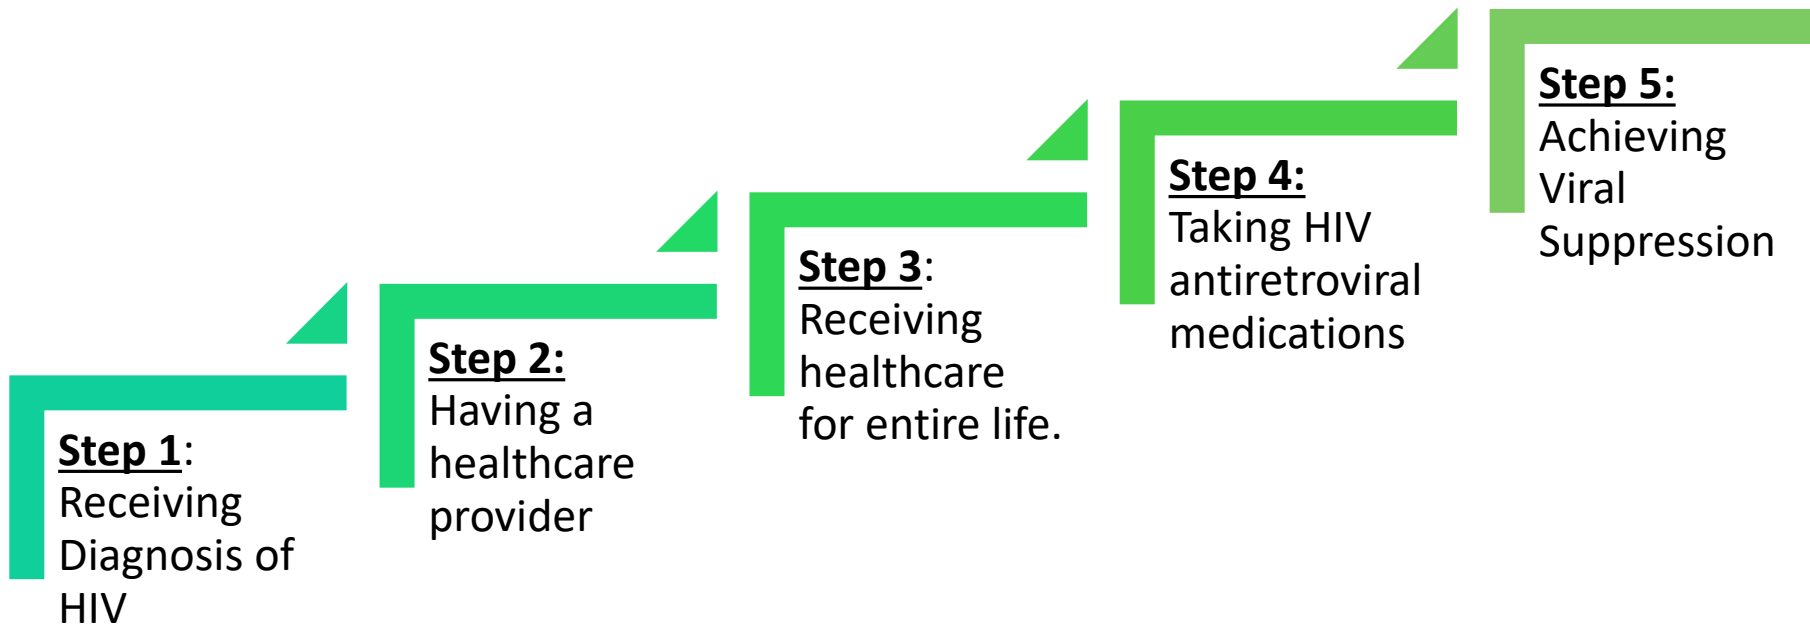 Step 1:
Receiving
Diagnosis of
HIV
Step 2:
Having a
healthcare
provider
Step 3:
Receiving
healthcare
for entire life.
Step 4:
Taking HIV
antiretroviral
medications
Step 5:
Achieving
Viral
Suppression